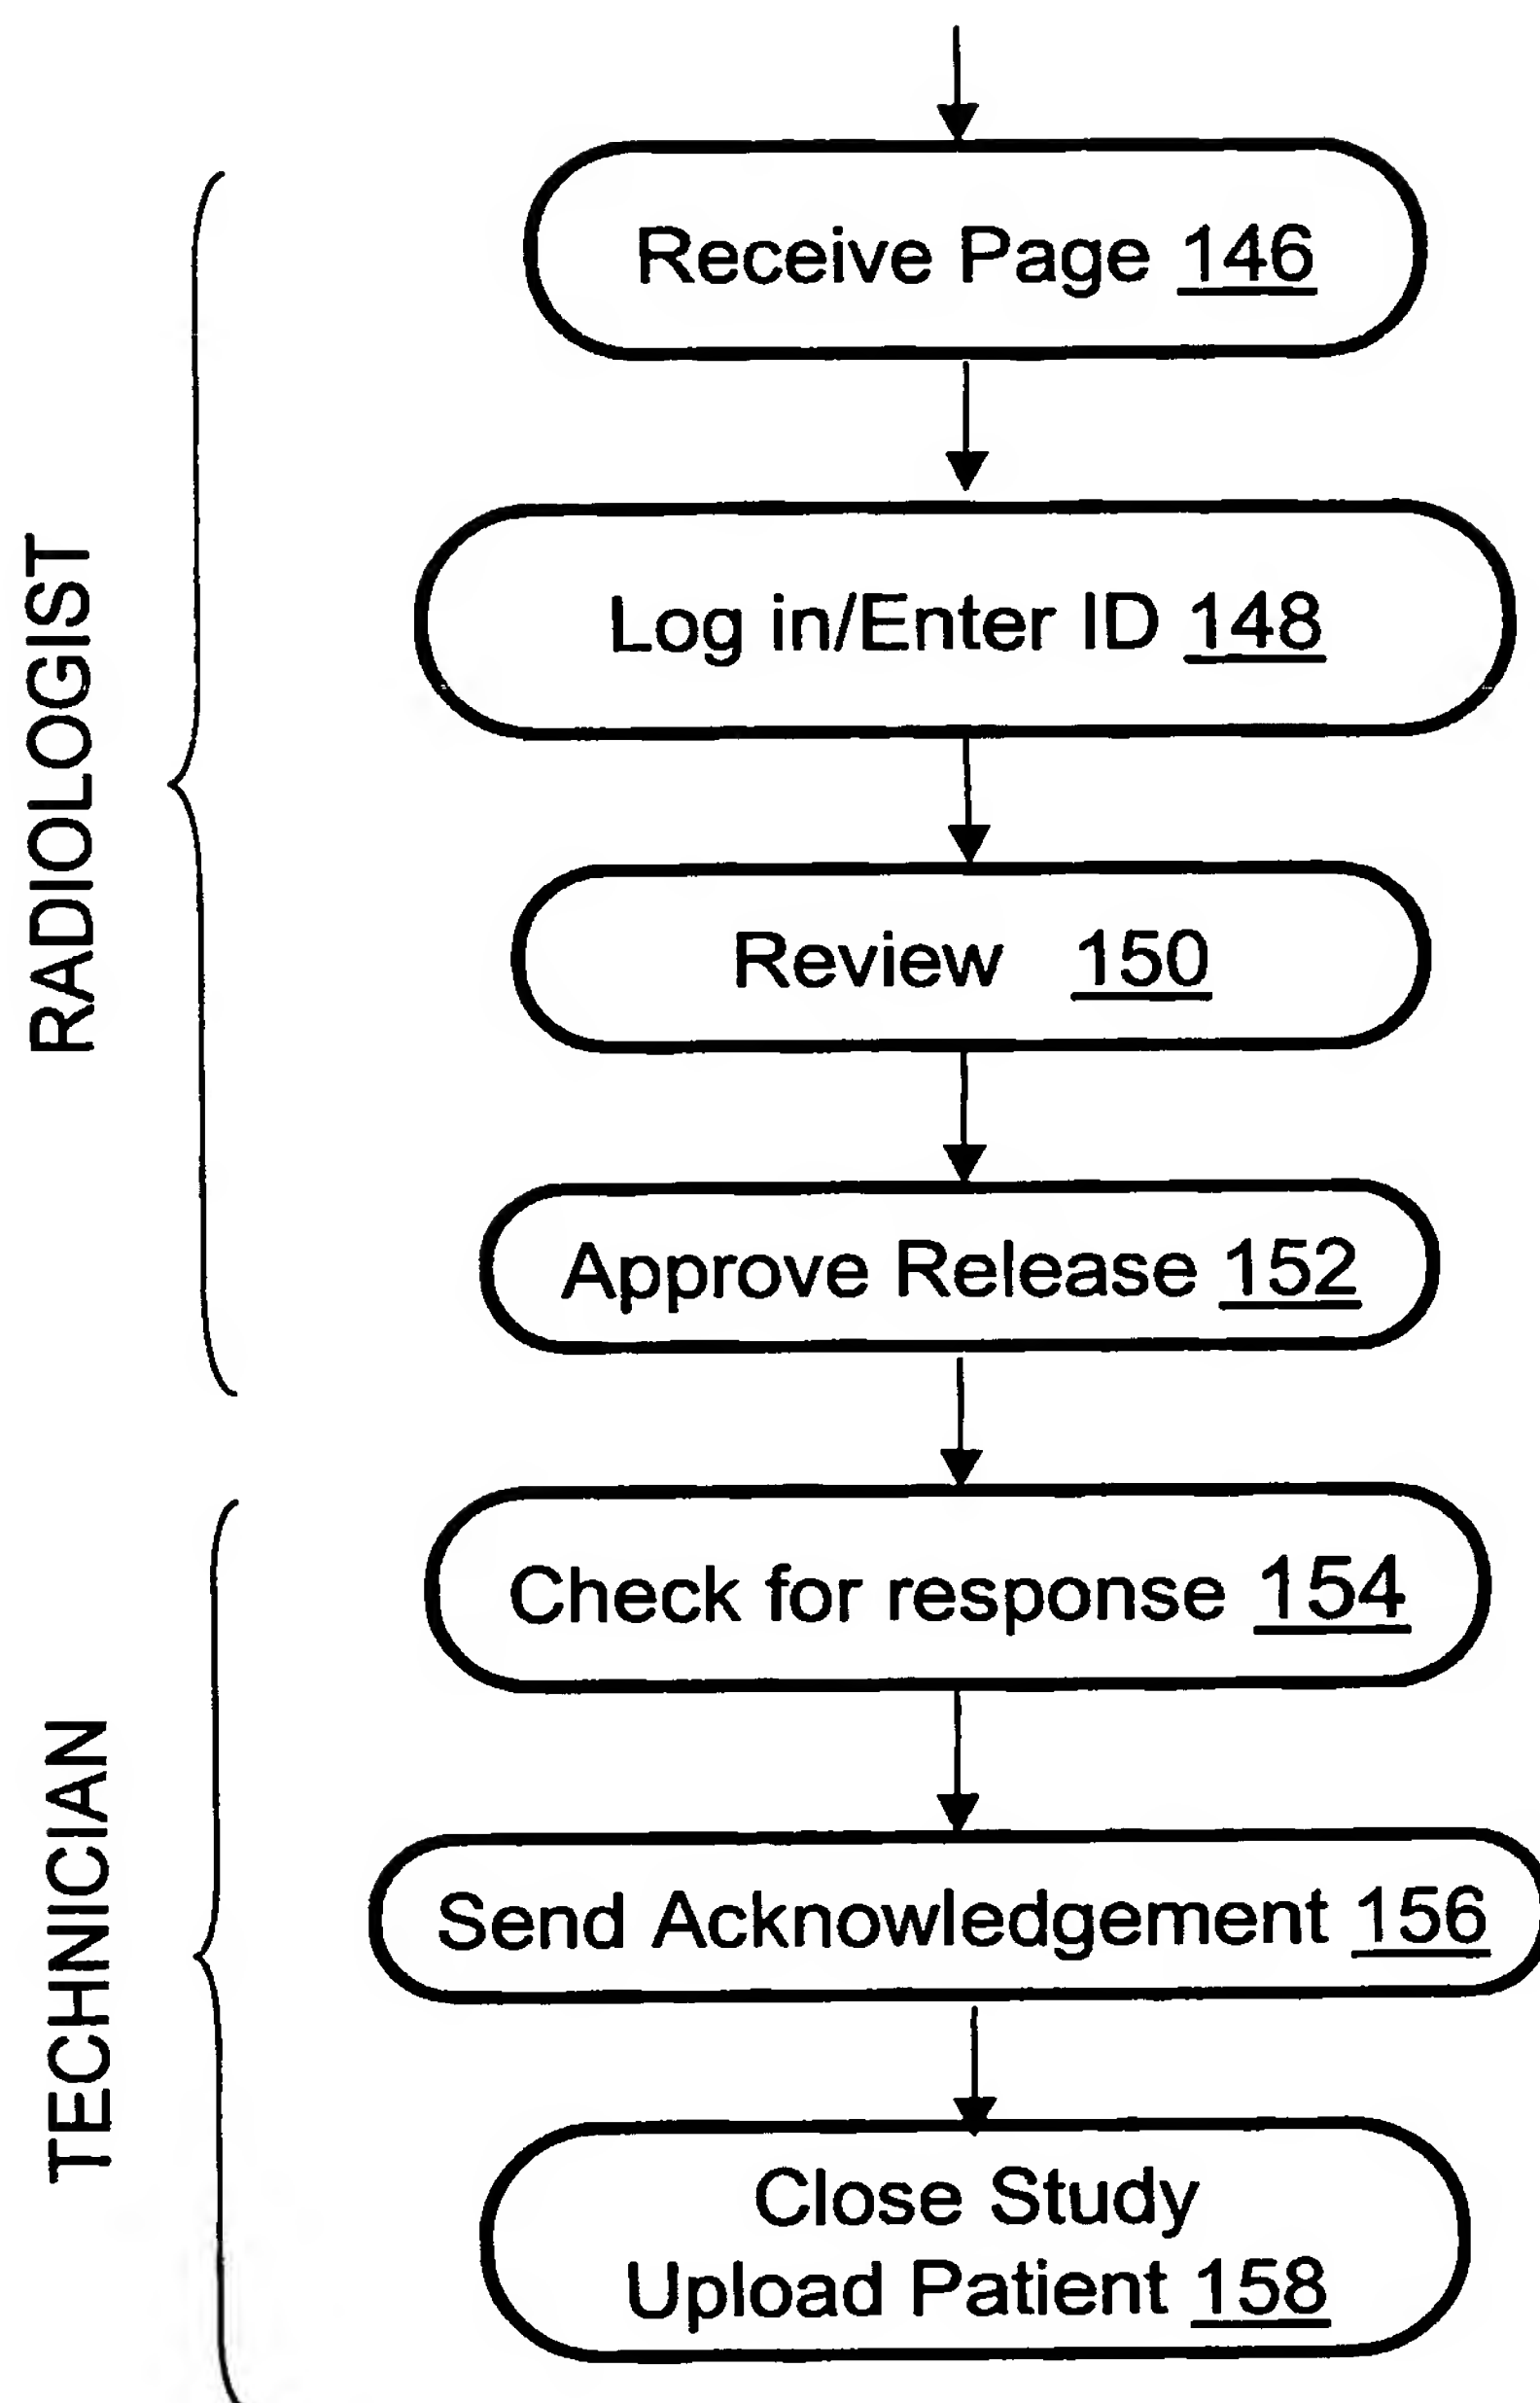 RADIOLOGIST
Receive Page 146
Log in/Enter ID 148
Review 150
Approve Release 152
TECHNICIAN
Check for response 154
Send Acknowledgement 156
Close Study
Upload Patient 158